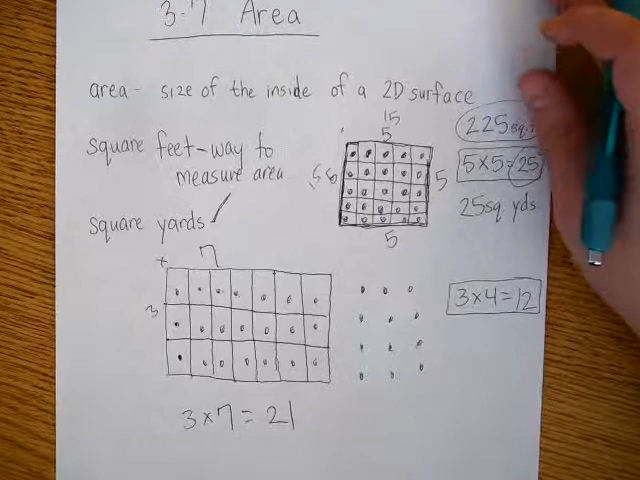 3.7 Area
area - size of the inside of a 2D surface
square feet-way to
measure area
square yards
15
5
5
5
225 sq.
5×5=25
25 sq. yds
7
3
3×4=12
3×7=21